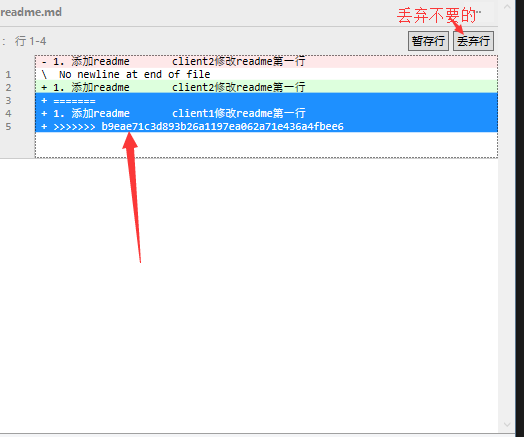 丢弃不要的
readme.md
: 行 1-4 暂存行 丢弃行
- 1. 添加readme client2修改readme第一行
1 \ No newline at end of file
2 + 1. 添加readme client2修改readme第一行
3 + =======
4 + 1. 添加readme client1修改readme第一行
5 + >>>>>>> b9eae71c3d893b26a1197ea062a71e436a4fbee6